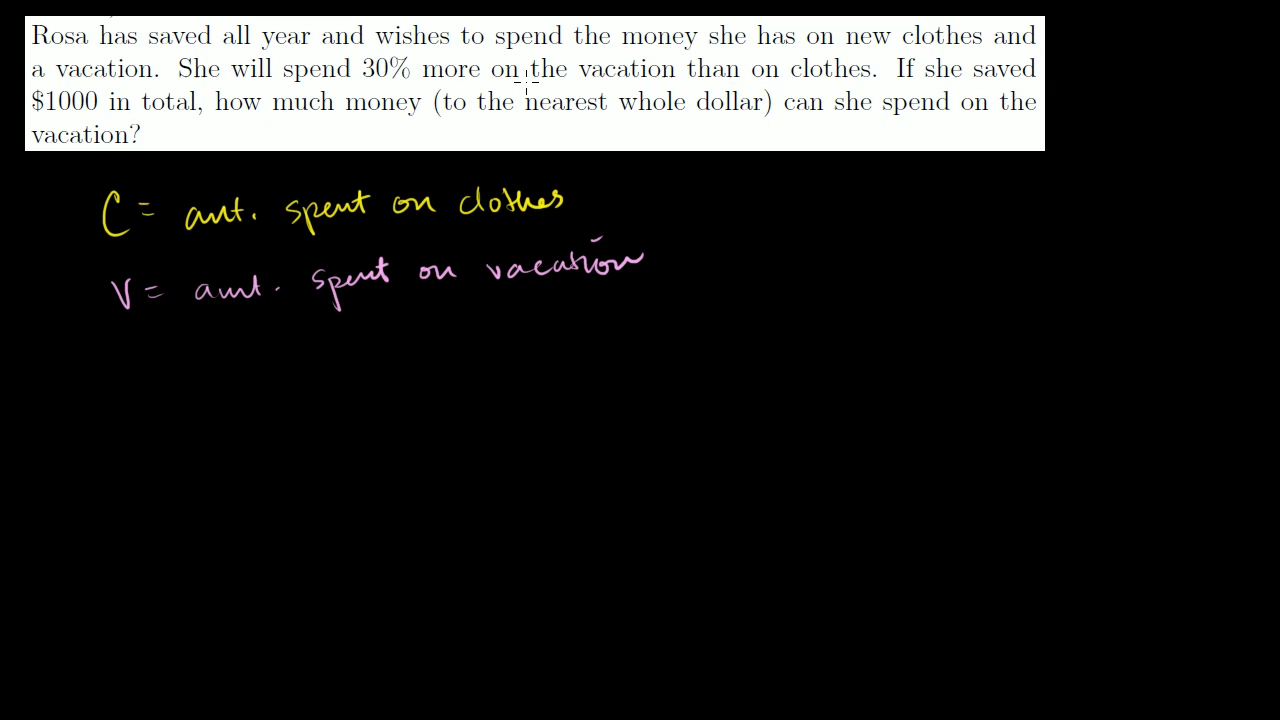 Rosa has saved all year and wishes to spend the money she has on new clothes and
a vacation. She will spend 30% more on the vacation than on clothes. If she saved
$1000 in total, how much money (to the nearest whole dollar) can she spend on the
vacation?
C = amt. spent on clothes
V = amt. spent on vacation